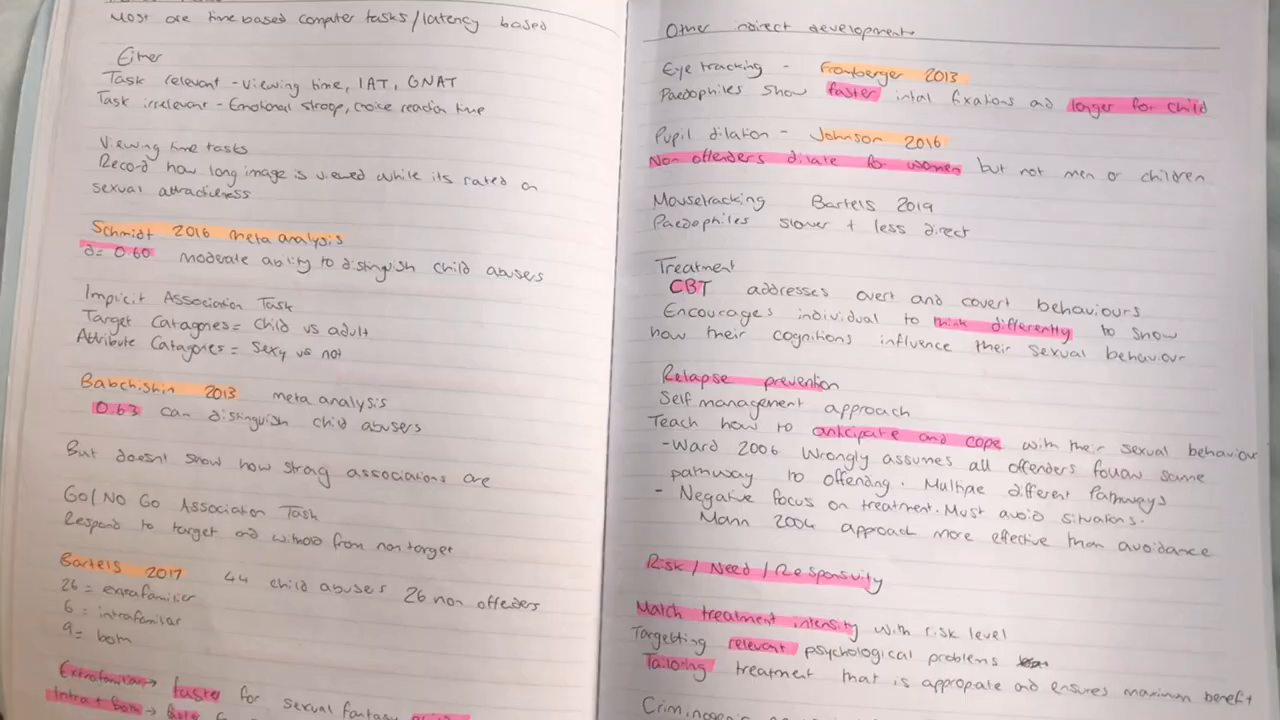 Most are time based computer tasks/latency based
Either
Task relevant - Viewing time, IAT, GNAT
Task irrelevant - Emotional stroop, choice reaction time
Viewing time tasks
Record how long image is viewed while its rated on
sexual attractiveness
Schmidt 2016 meta analysis
d= 0.60 moderate ability to distinguish child abusers
Implicit Association Task
Target Catagories = Child vs adult
Attribute Catagories = Sexy vs not
Babchishin 2013 meta analysis
0.63 can distinguish child abusers
But doesnt show how strong associations are
Go/No Go Association Task
Respond to target and withold from non target
Bartels 2017 44 child abuses 26 non offenders
26 = extrafamilier
6 = intrafamiliar
9 = both
Extrafamiliar → faster for sexual fantasy
Intra + both →
Other indirect developments
Eye tracking - Fromberger 2013
Paedophiles show faster intial fixations and longer for child
Pupil dilation - Johnson 2016
Non offenders dilate for women but not men or children
Mousetracking Bartels 2019
Paedophiles slower + less direct
Treatment
CBT addresses overt and covert behaviours
Encourages individual to think differently to show
how their cognitions influence their sexual behaviour
Relapse prevention
Self management approach
Teach how to anticipate and cope with their sexual behaviour
- Ward 2006 Wrongly assumes all offenders follow same
pathway to offending. Multiple different Pathways
- Negative focus on treatment. Must avoid situations.
Mann 2004 approach more effective than avoidance
Risk / Need / Responsivity
Match treatment intensity with risk level
Targetting relevant psychological problems
Tailoring treatment that is appropate and ensures maximum benefit